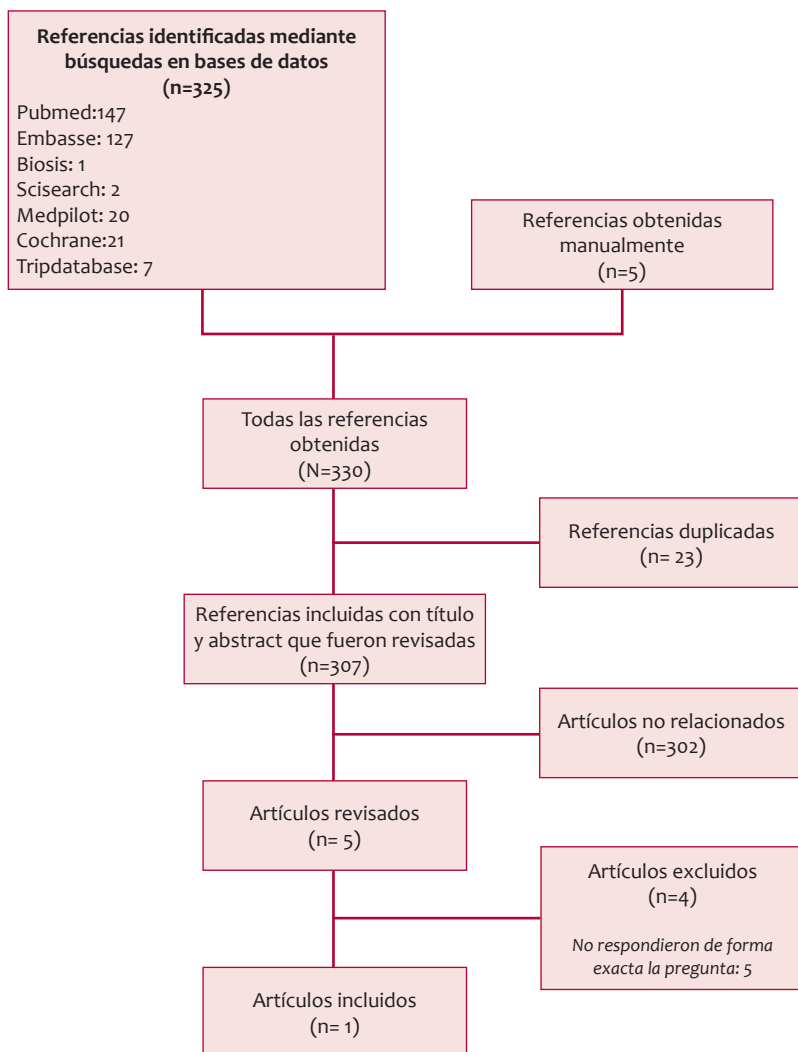 Referencias identificadas mediante
búsquedas en bases de datos
(n=325)
Pubmed:147
Embasse: 127
Biosis: 1
Scisearch: 2
Medpilot: 20
Cochrane:21
Tripdatabase: 7
Referencias obtenidas
manualmente
(n=5)
Todas las referencias
obtenidas
(N=330)
Referencias duplicadas
(n= 23)
Referencias incluidas con título
y abstract que fueron revisadas
(n=307)
Artículos no relacionados
(n=302)
Artículos revisados
(n= 5)
Artículos excluidos
(n=4)
No respondieron de forma
exacta la pregunta: 5
Artículos incluidos
(n= 1)